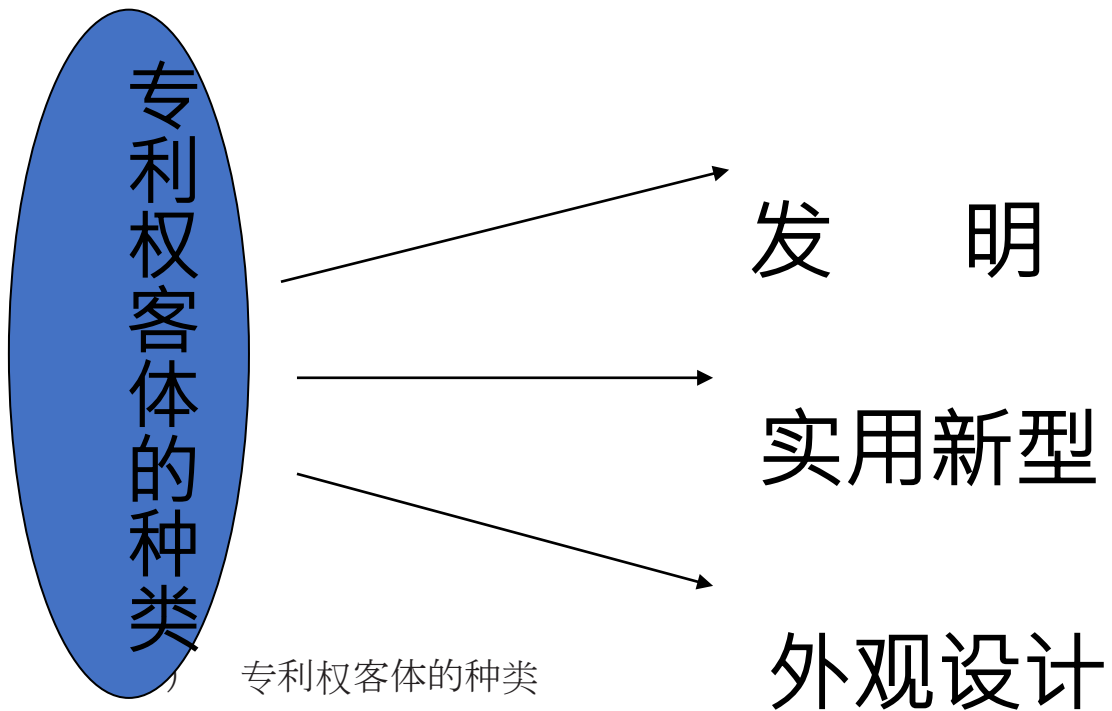 专利权客体的种类
发 明
实用新型
外观设计
） 专利权客体的种类